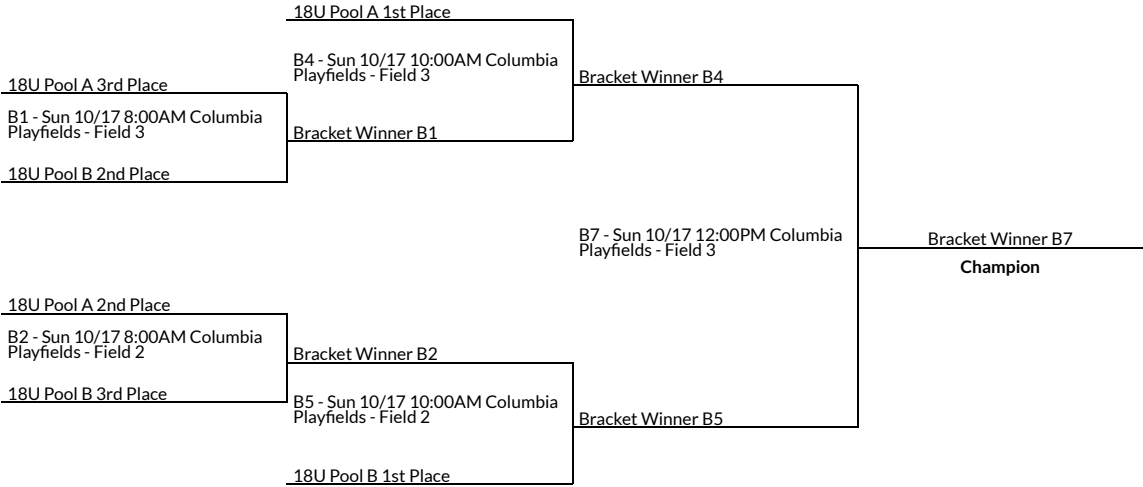 18U Pool A 1st Place
B4 - Sun 10/17 10:00AM Columbia
Playfields - Field 3
Bracket Winner B4
18U Pool A 3rd Place
B1 - Sun 10/17 8:00AM Columbia
Playfields - Field 3
Bracket Winner B1
18U Pool B 2nd Place
B7 - Sun 10/17 12:00PM Columbia
Playfields - Field 3
Bracket Winner B7
Champion
18U Pool A 2nd Place
B2 - Sun 10/17 8:00AM Columbia
Playfields - Field 2
Bracket Winner B2
18U Pool B 3rd Place
B5 - Sun 10/17 10:00AM Columbia
Playfields - Field 2
Bracket Winner B5
18U Pool B 1st Place